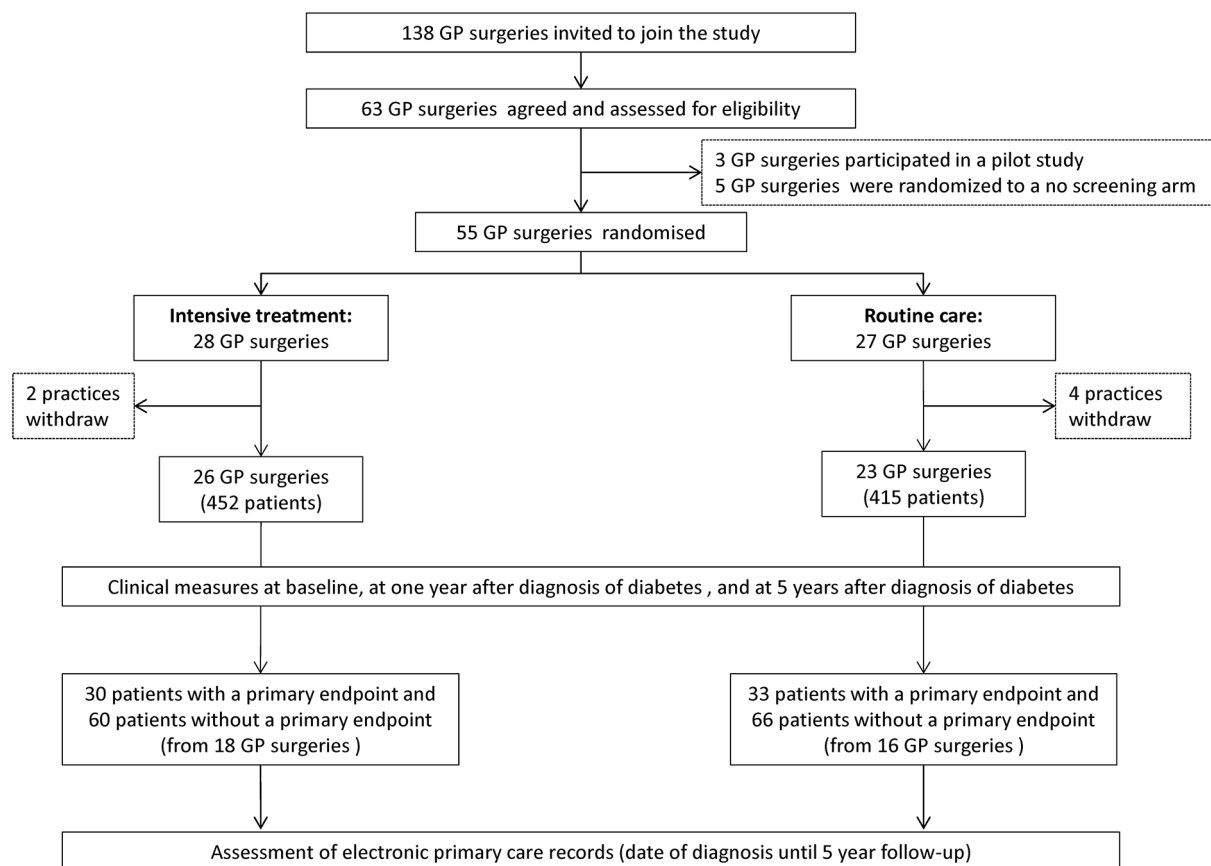 138 GP surgeries invited to join the study
63 GP surgeries agreed and assessed for eligibility
3 GP surgeries participated in a pilot study
5 GP surgeries were randomized to a no screening arm
55 GP surgeries randomised
Intensive treatment:
28 GP surgeries
Routine care:
27 GP surgeries
2 practices
withdraw
4 practices
withdraw
26 GP surgeries
(452 patients)
23 GP surgeries
(415 patients)
Clinical measures at baseline, at one year after diagnosis of diabetes , and at 5 years after diagnosis of diabetes
30 patients with a primary endpoint and
60 patients without a primary endpoint
(from 18 GP surgeries )
33 patients with a primary endpoint and
66 patients without a primary endpoint
(from 16 GP surgeries )
Assessment of electronic primary care records (date of diagnosis until 5 year follow-up)